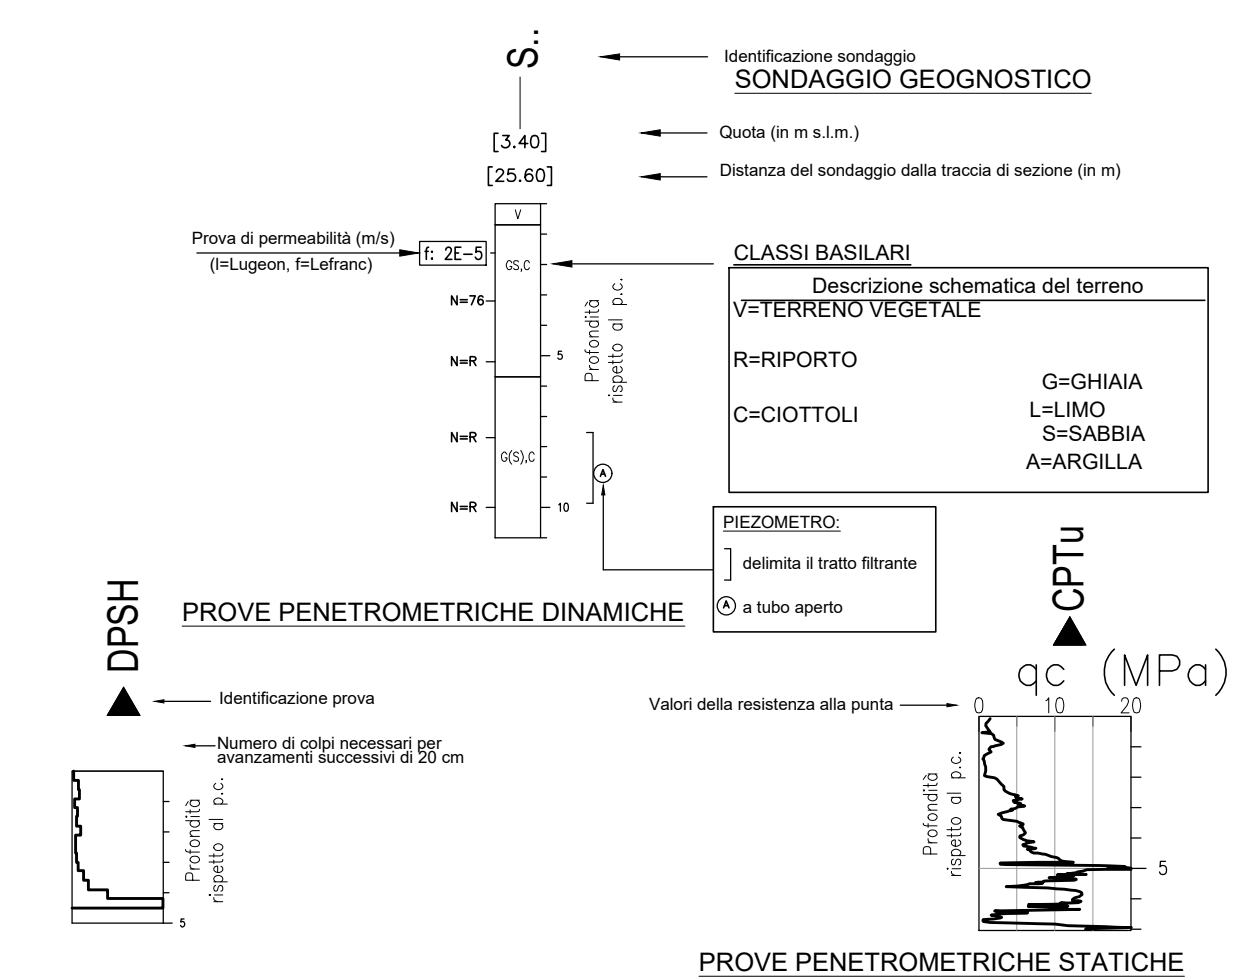 S..
Identificazione sondaggio
SONDAGGIO GEOGNOSTICO
[3.40]
Quota (in m s.l.m.)
[25.60]
Distanza del sondaggio dalla traccia di sezione (in m)
V
Prova di permeabilità (m/s)
(l=Lugeon, f=Lefranc)
f: 2E-5
GS,C
N=76
N=R
5
N=R
G(S),C
N=R
10
Profondità
rispetto al p.c.
A
CLASSI BASILARI
Descrizione schematica del terreno
V=TERRENO VEGETALE
R=RIPORTO
G=GHIAIA
C=CIOTTOLI
L=LIMO
S=SABBIA
A=ARGILLA
PIEZOMETRO:
delimita il tratto filtrante
A a tubo aperto
DPSH
PROVE PENETROMETRICHE DINAMICHE
Identificazione prova
Numero di colpi necessari per
avanzamenti successivi di 20 cm
Profondità
rispetto al p.c.
5
CPTu
qc (MPa)
Valori della resistenza alla punta
0 10 20
Profondità
rispetto al p.c.
5
PROVE PENETROMETRICHE STATICHE